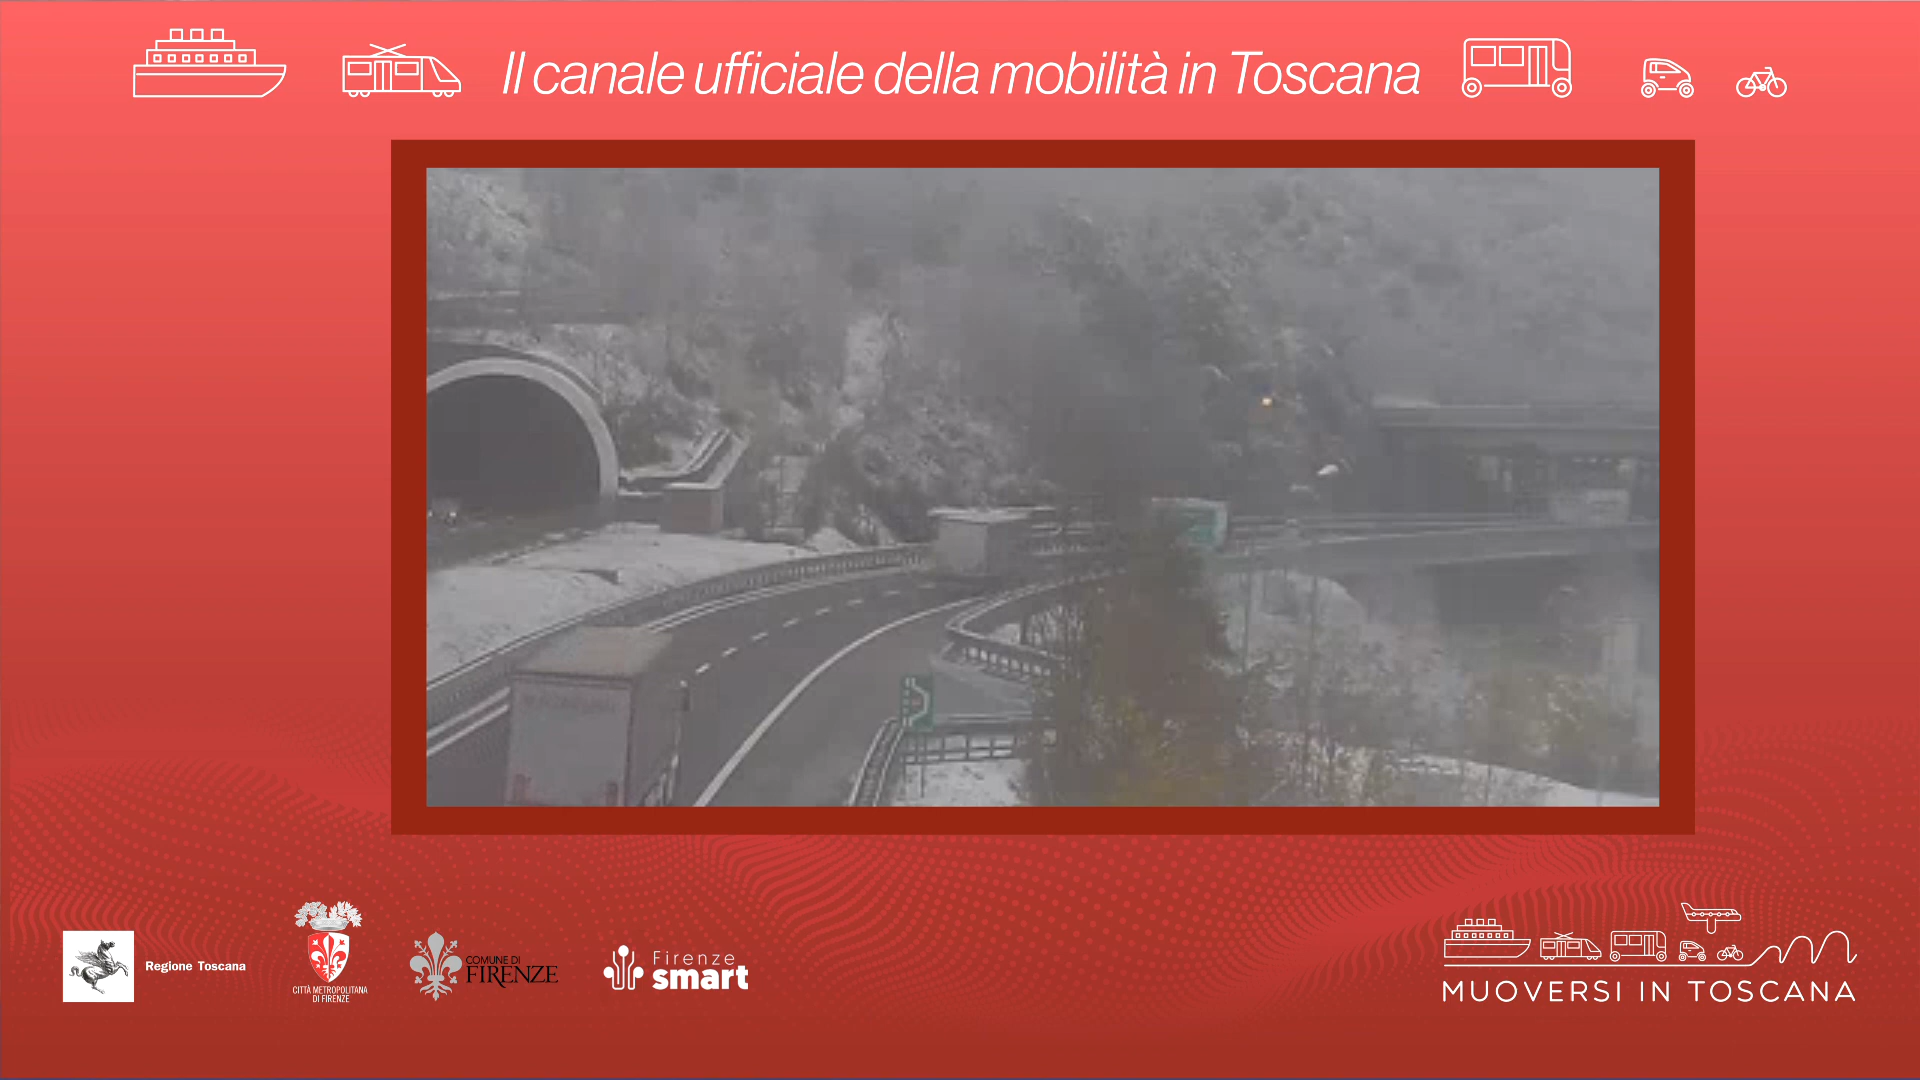 Il canale ufficiale della mobilità in Toscana
Regione Toscana
CITTÀ METROPOLITANA
DI FIRENZE
COMUNE DI
FIRENZE
Firenze
smart
MUOVERSI IN TOSCANA